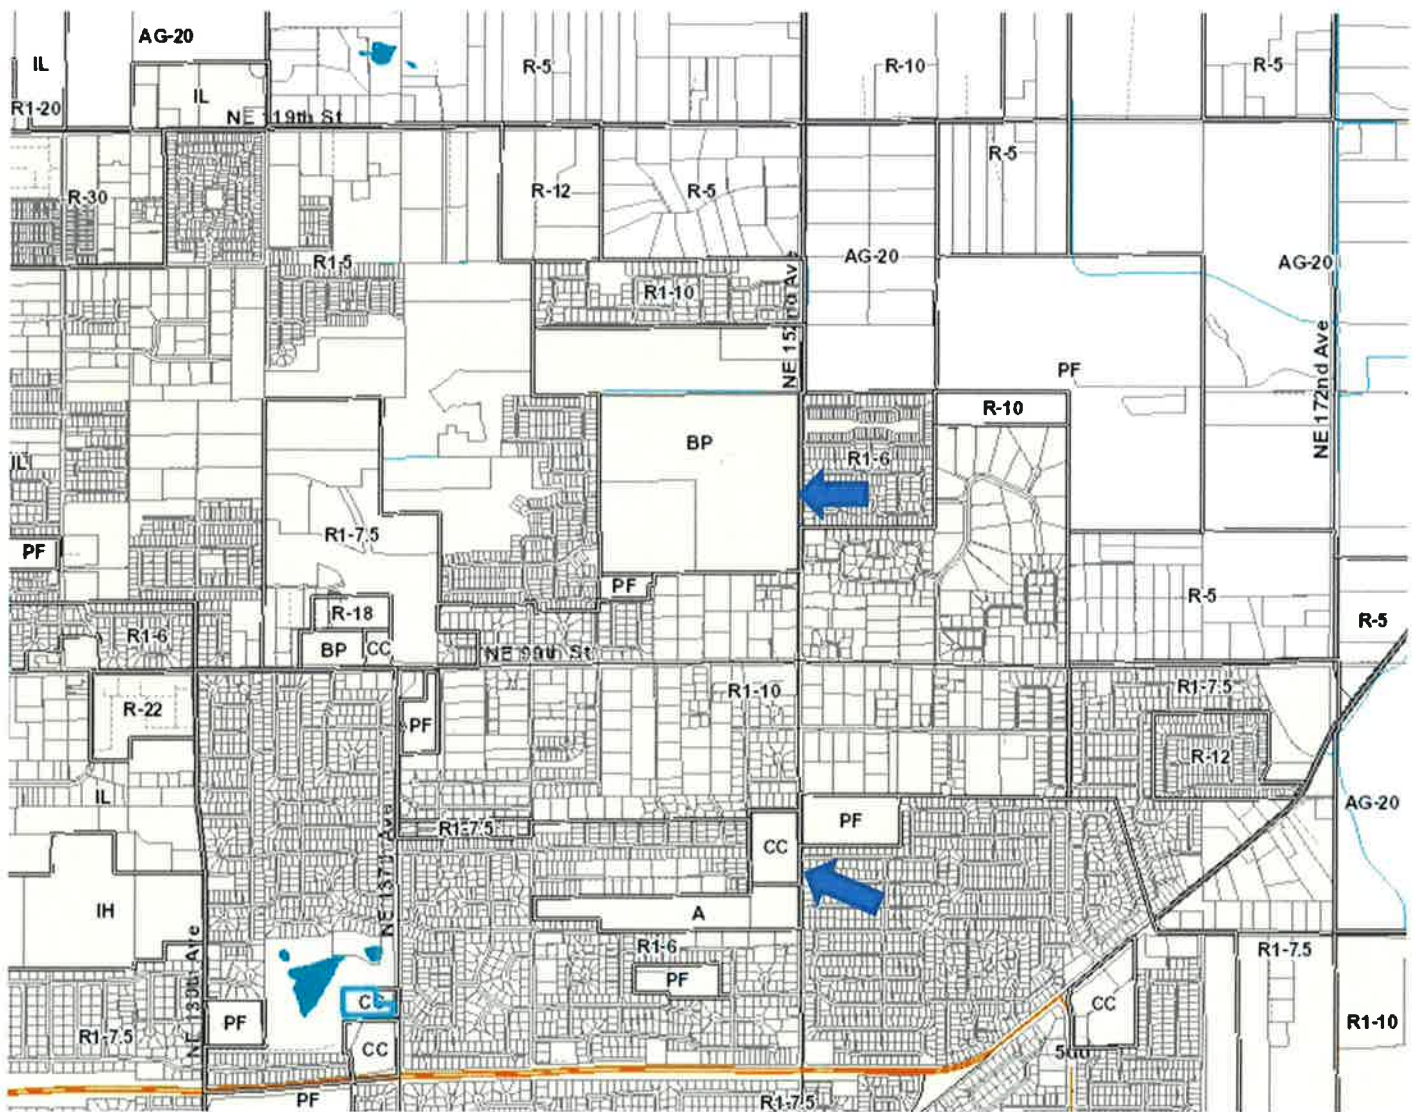 AG-20
IL
R-5
R-10
R-5
IL
R1-20
NE 119th St
R-5
R-30
R-12
R-5
AG-20
R1-5
AG-20
R1-10
NE 152nd Ave
NE 172nd Ave
PF
R-10
BP
R1-6
IL
R1-7.5
PF
PF
R-5
R-18
R-5
R1-6
BP
CC
NE 99th St
R1-7.5
R1-10
R-22
PF
R-12
IL
AG-20
PF
R1-7.5
NE 137th Ave
CC
IH
A
R1-6
R1-7.5
NE 130th Ave
PF
CC
CC
PF
R1-10
R1-7.5
CC
500
PF
R1-7.5